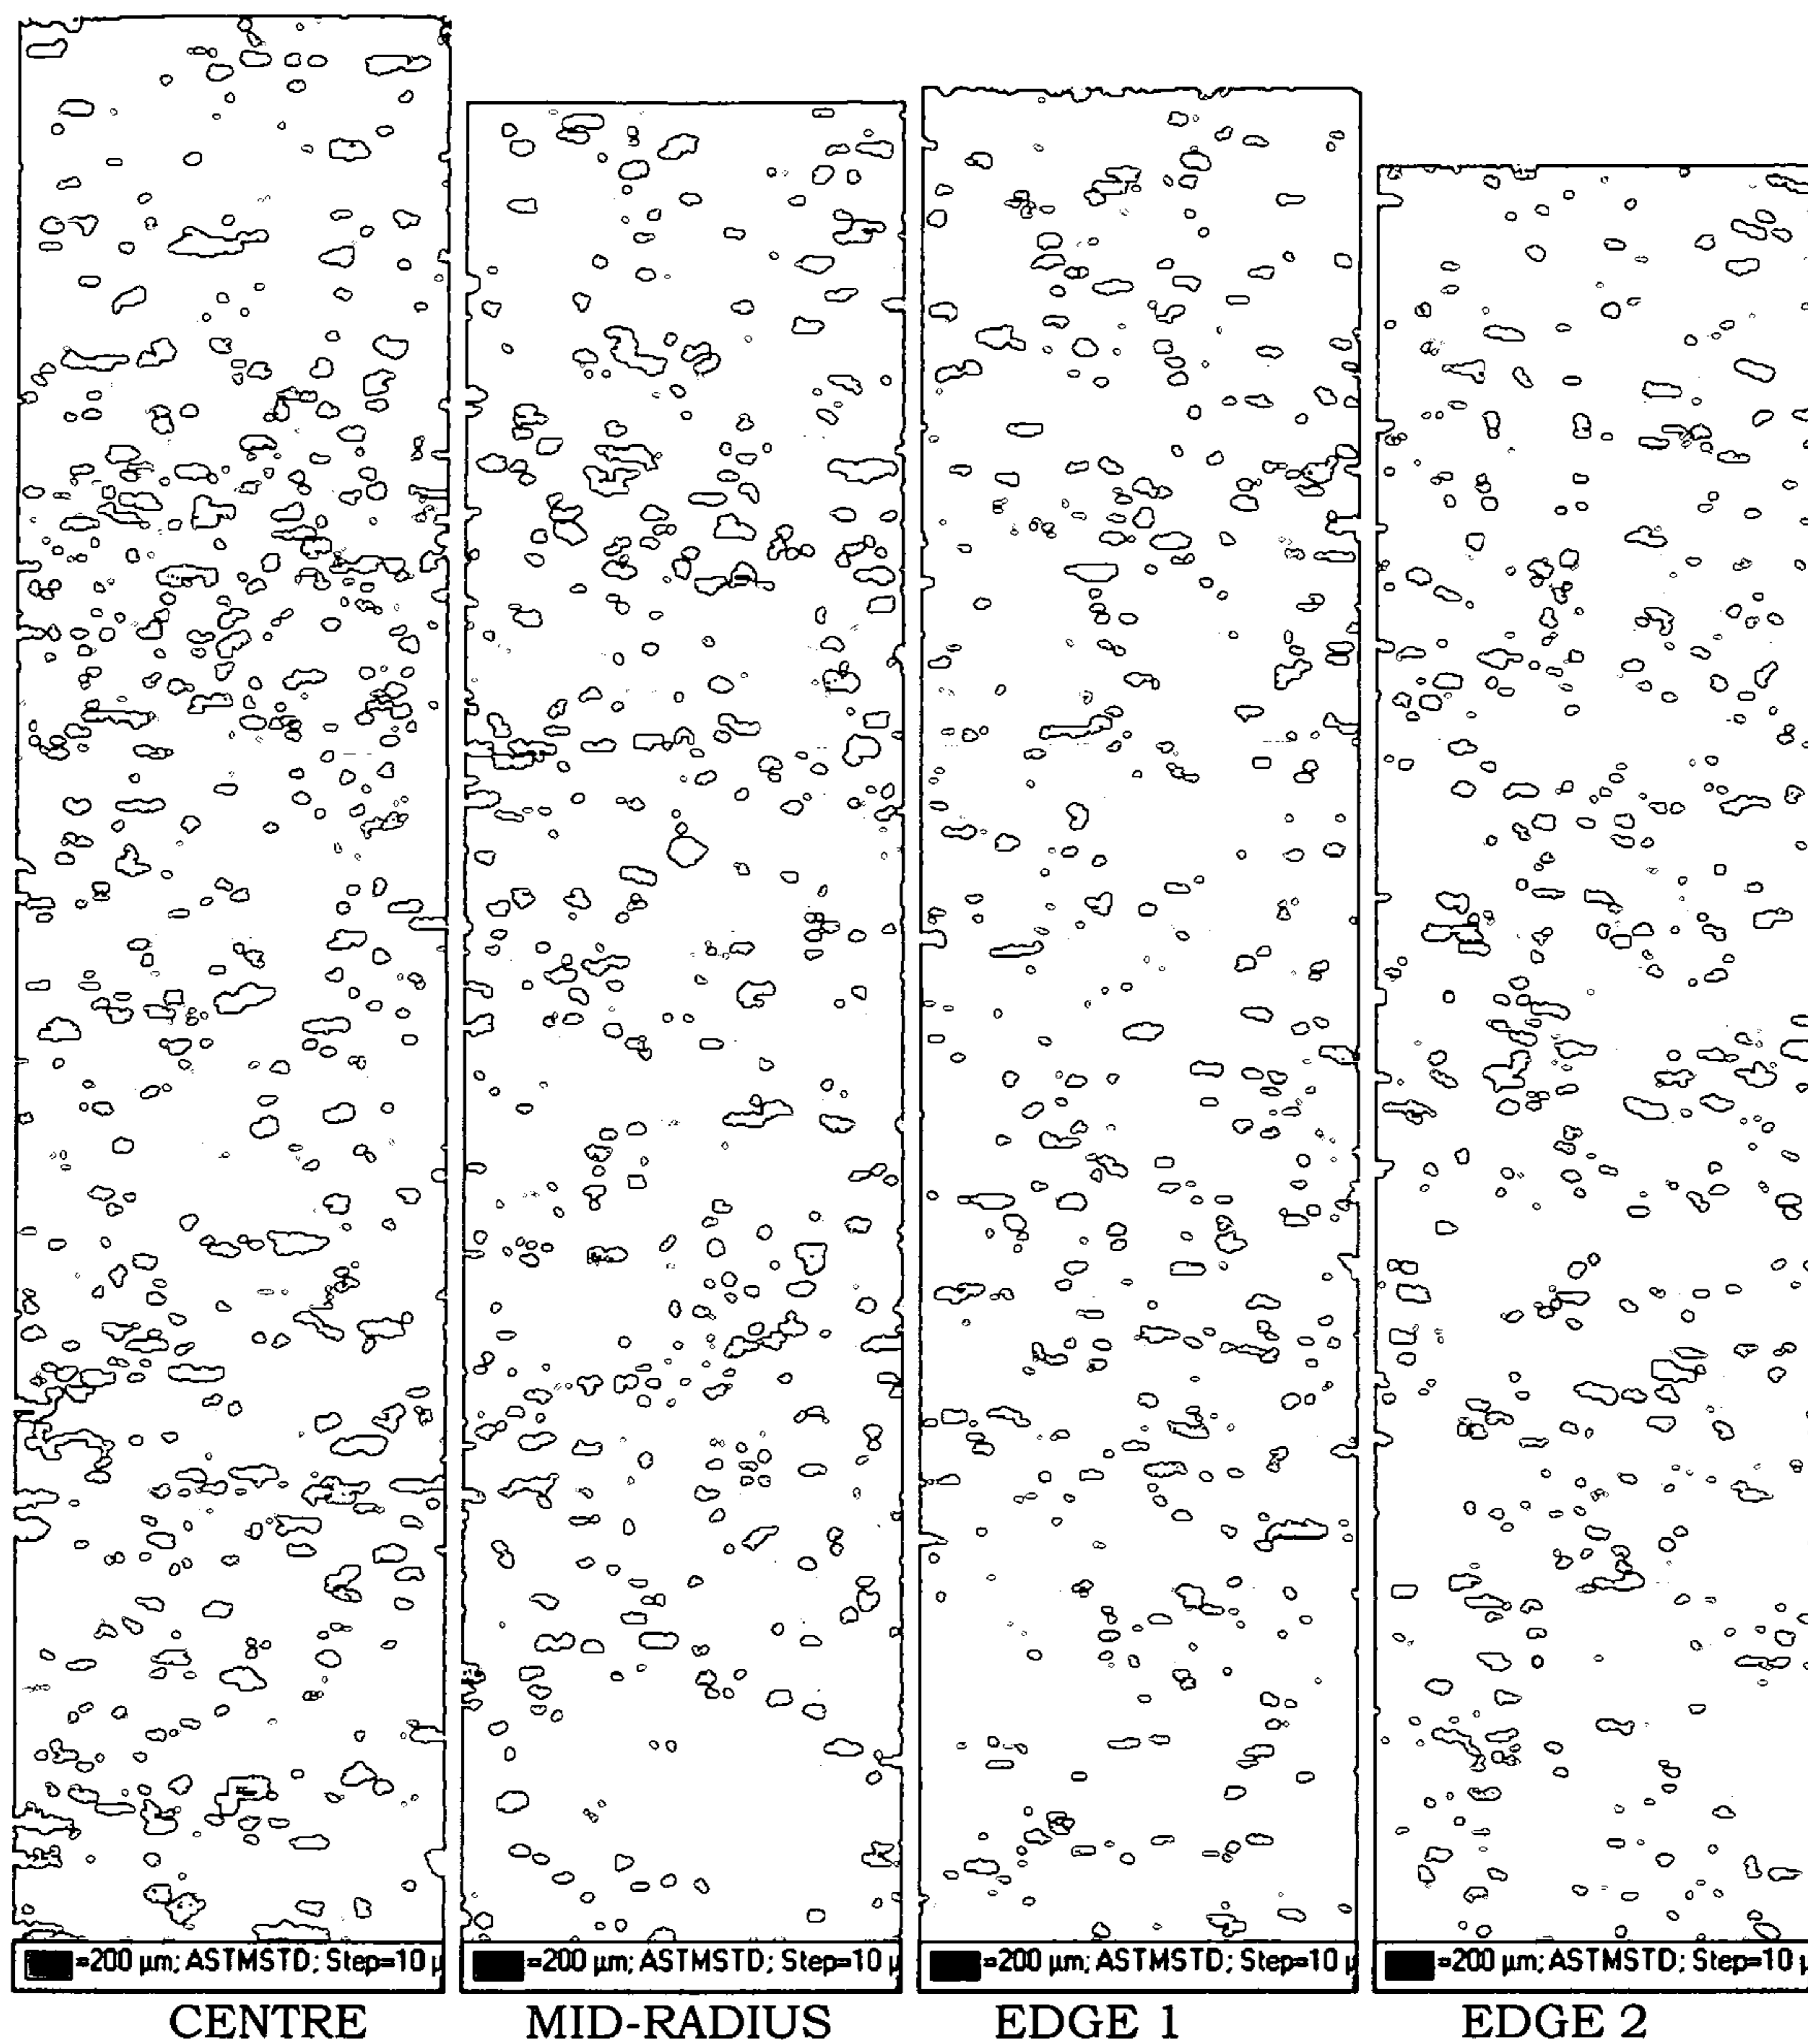 =200 µm; ASTMSTD; Step=10 µ
=200 µm; ASTMSTD; Step=10 µ
=200 µm; ASTMSTD; Step=10 µ
=200 µm; ASTMSTD; Step=10 µ
CENTRE
MID-RADIUS
EDGE 1
EDGE 2